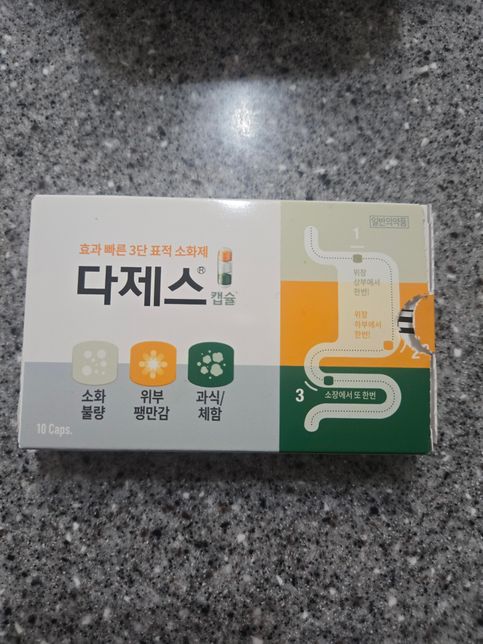 효과 빠른 3단 표적 소화제
다제스®
캡슐
소화
불량
위부
팽만감
과식/
체함
10 Caps.
일반의약품
1
위장
상부에서
한번!
위장
하부에서
한번!
2
3
소장에서 또 한번